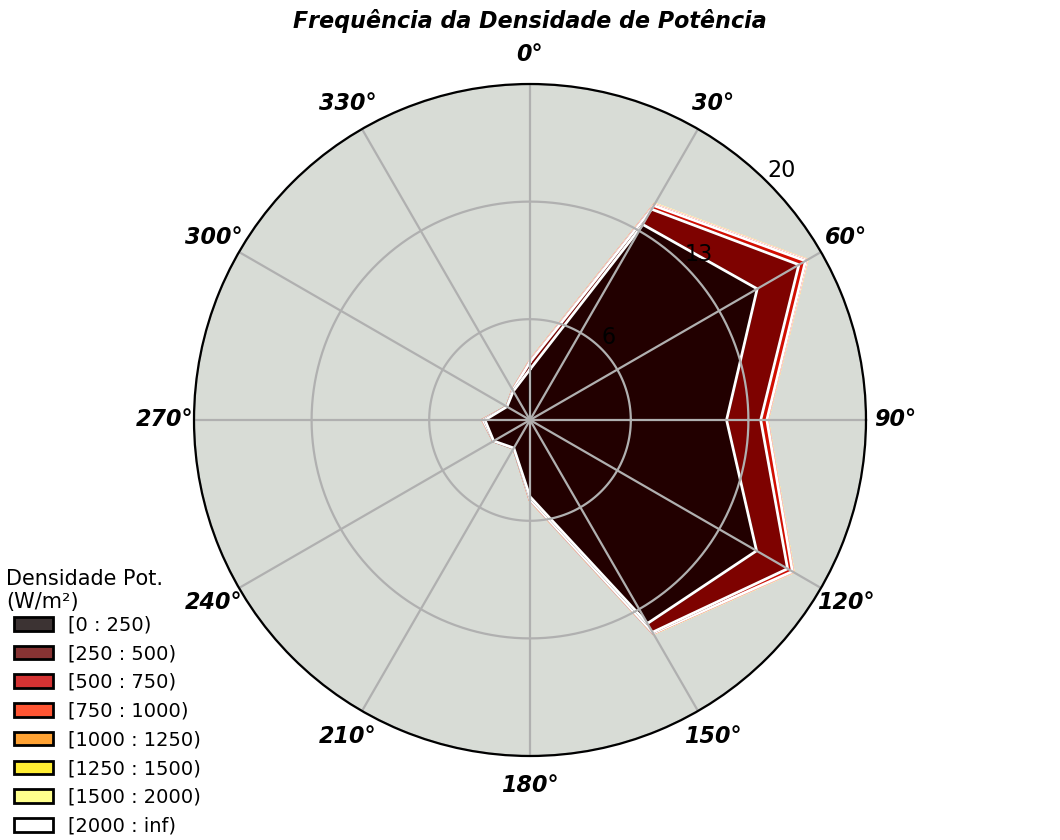 Frequência da Densidade de Potência
0°
330°
30°
20
300°
60°
13
6
270°
90°
240°
120°
210°
150°
180°
Densidade Pot.
(W/m²)
[0 : 250)
[250 : 500)
[500 : 750)
[750 : 1000)
[1000 : 1250)
[1250 : 1500)
[1500 : 2000)
[2000 : inf)